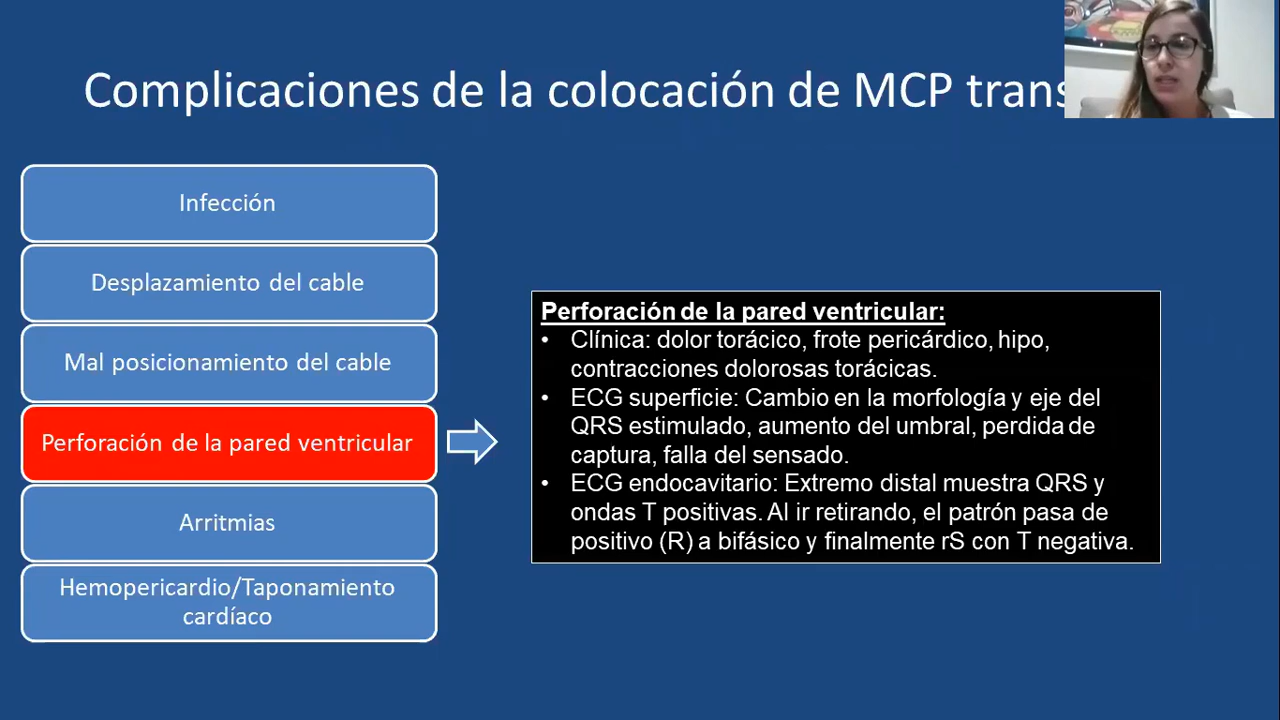 Complicaciones de la colocación de MCP trans
Infección
Desplazamiento del cable
Mal posicionamiento del cable
Perforación de la pared ventricular
Arritmias
Hemopericardio/Taponamiento
cardíaco
Perforación de la pared ventricular:
• Clínica: dolor torácico, frote pericárdico, hipo,
contracciones dolorosas torácicas.
• ECG superficie: Cambio en la morfología y eje del
QRS estimulado, aumento del umbral, perdida de
captura, falla del sensado.
• ECG endocavitario: Extremo distal muestra QRS y
ondas T positivas. Al ir retirando, el patrón pasa de
positivo (R) a bifásico y finalmente rS con T negativa.